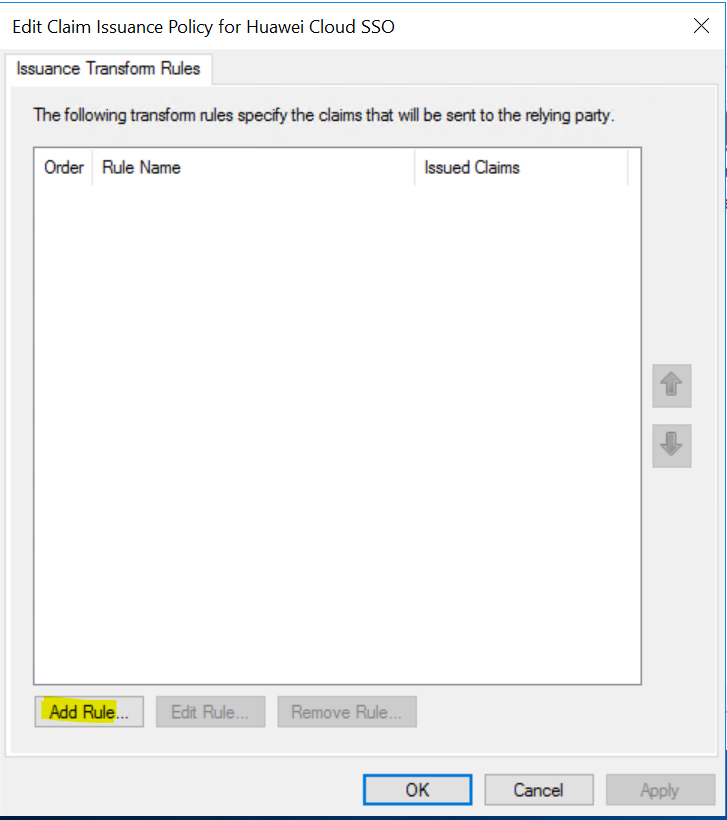 Edit Claim Issuance Policy for Huawei Cloud SSO
Issuance Transform Rules
The following transform rules specify the claims that will be sent to the relying party.
Order Rule Name Issued Claims
Add Rule... Edit Rule... Remove Rule...
OK Cancel Apply